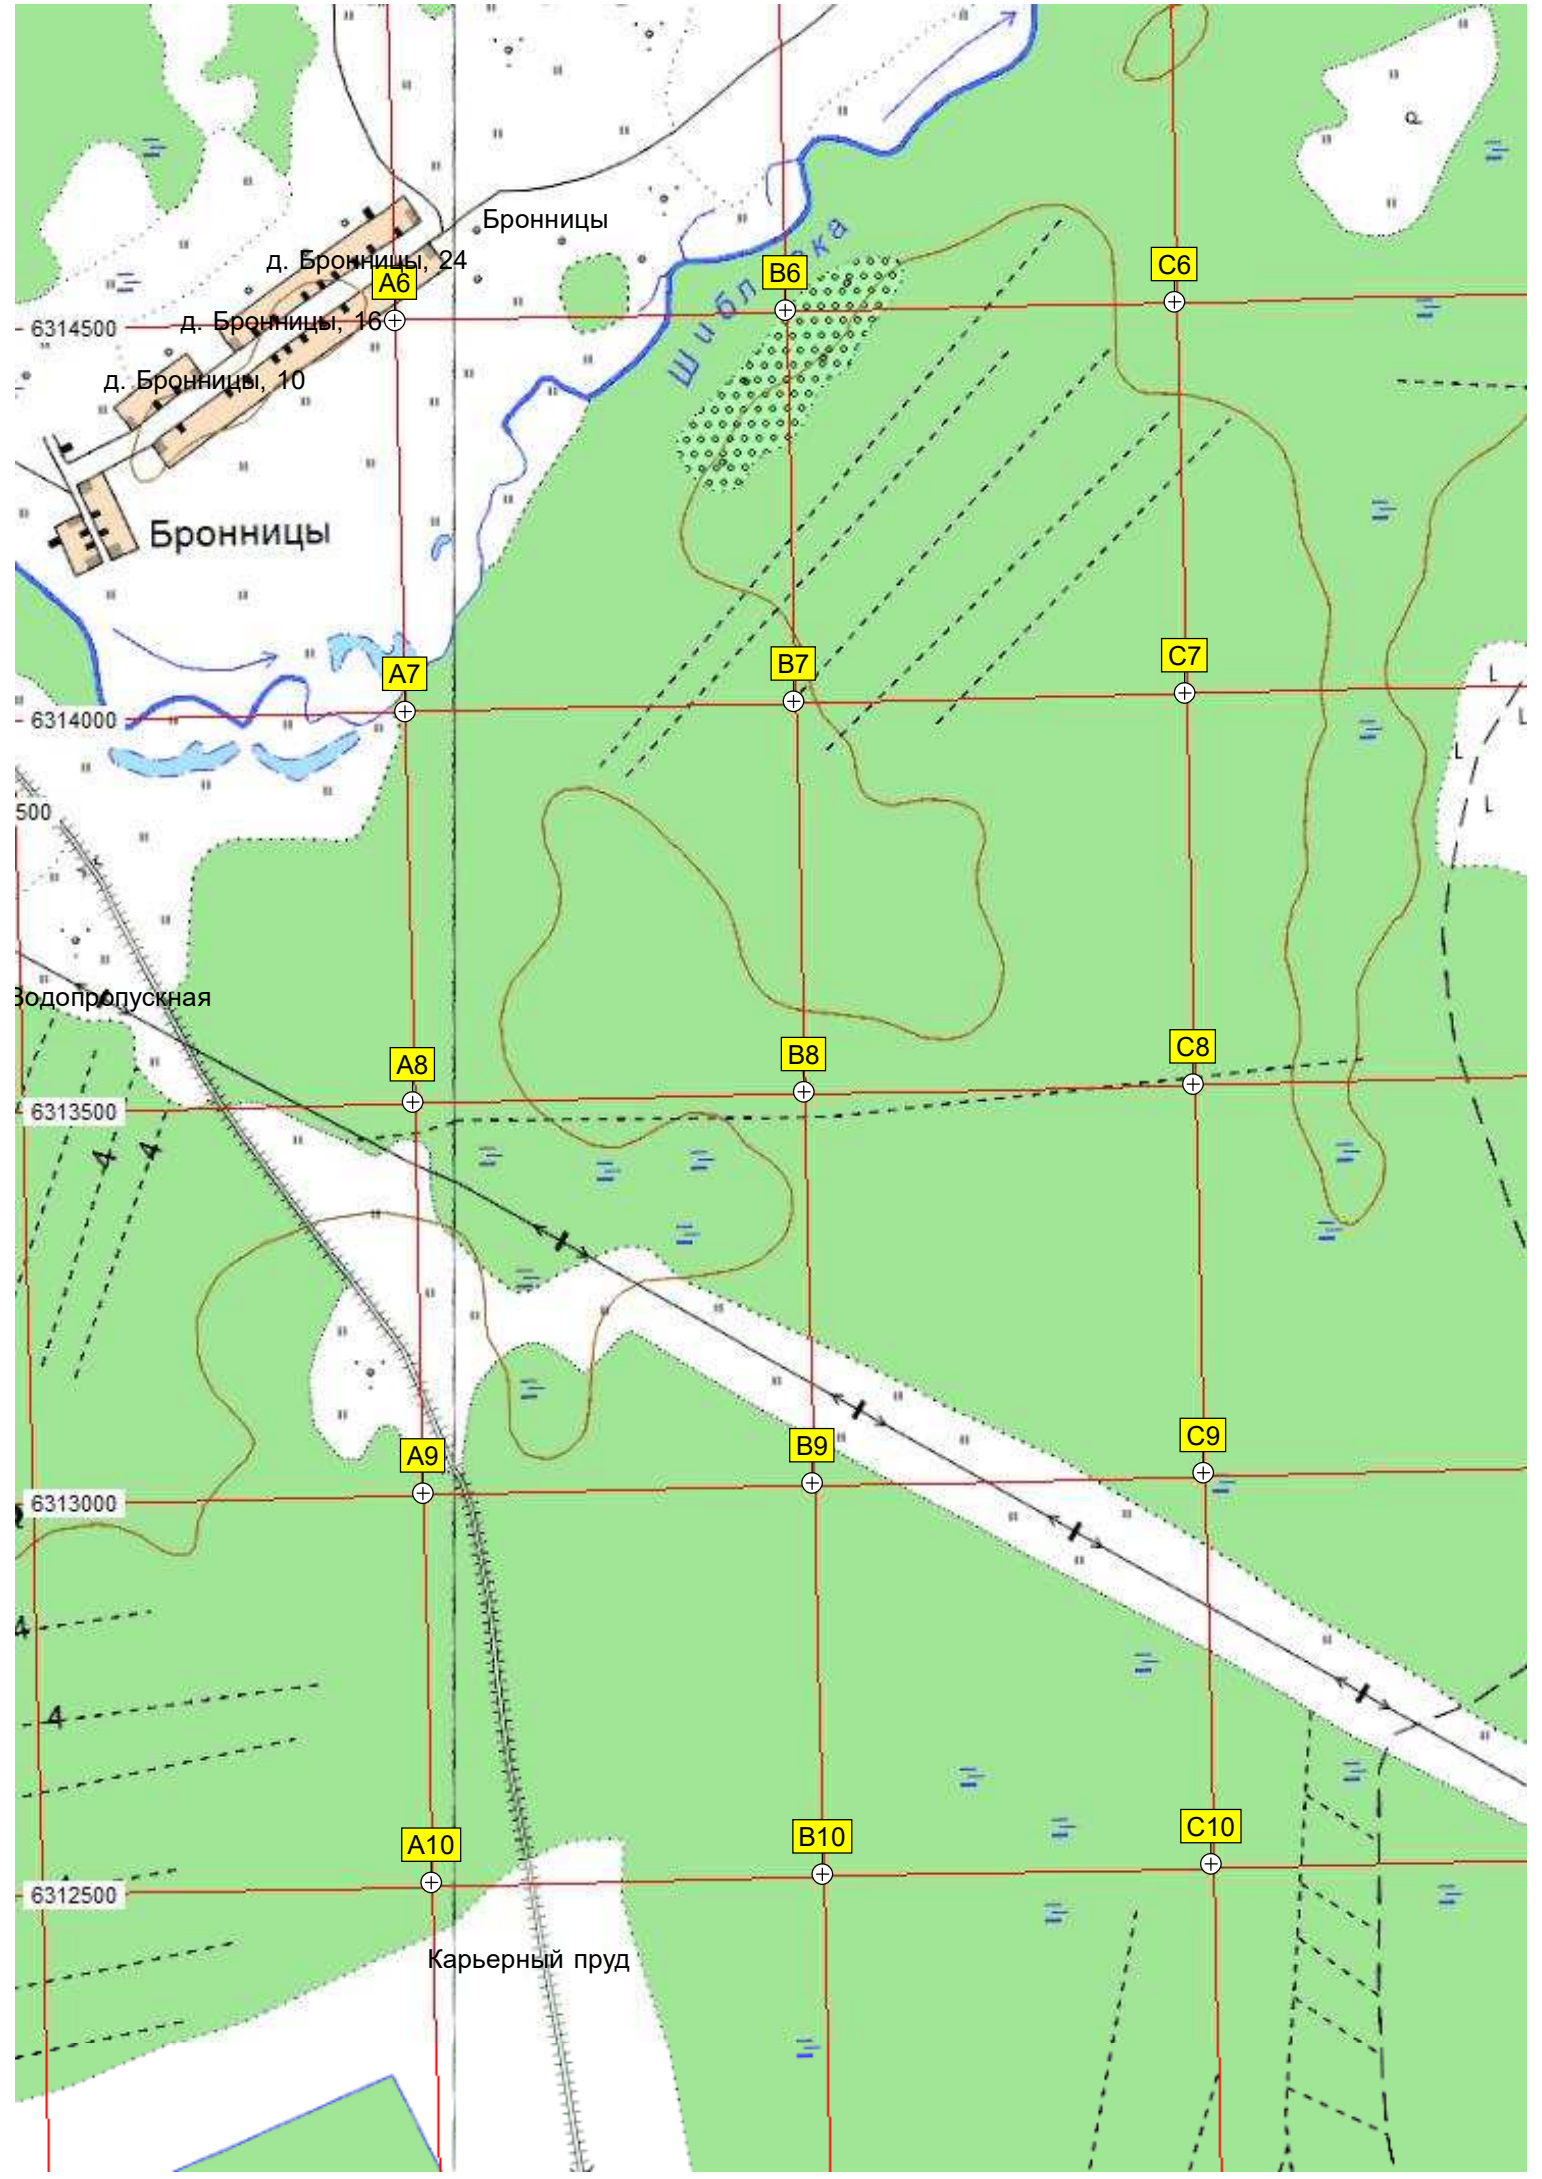 Бронницы
д. Бронницы, 24
A6
B6
C6
Шибловка
д. Бронницы, 16
6314500
д. Бронницы, 10
Бронницы
A7
B7
C7
6314000
500
L
L
L
L
Водопропускная
A8
B8
C8
6313500
4
4
A9
B9
C9
6313000
4
4
A10
B10
C10
6312500
Карьерный пруд